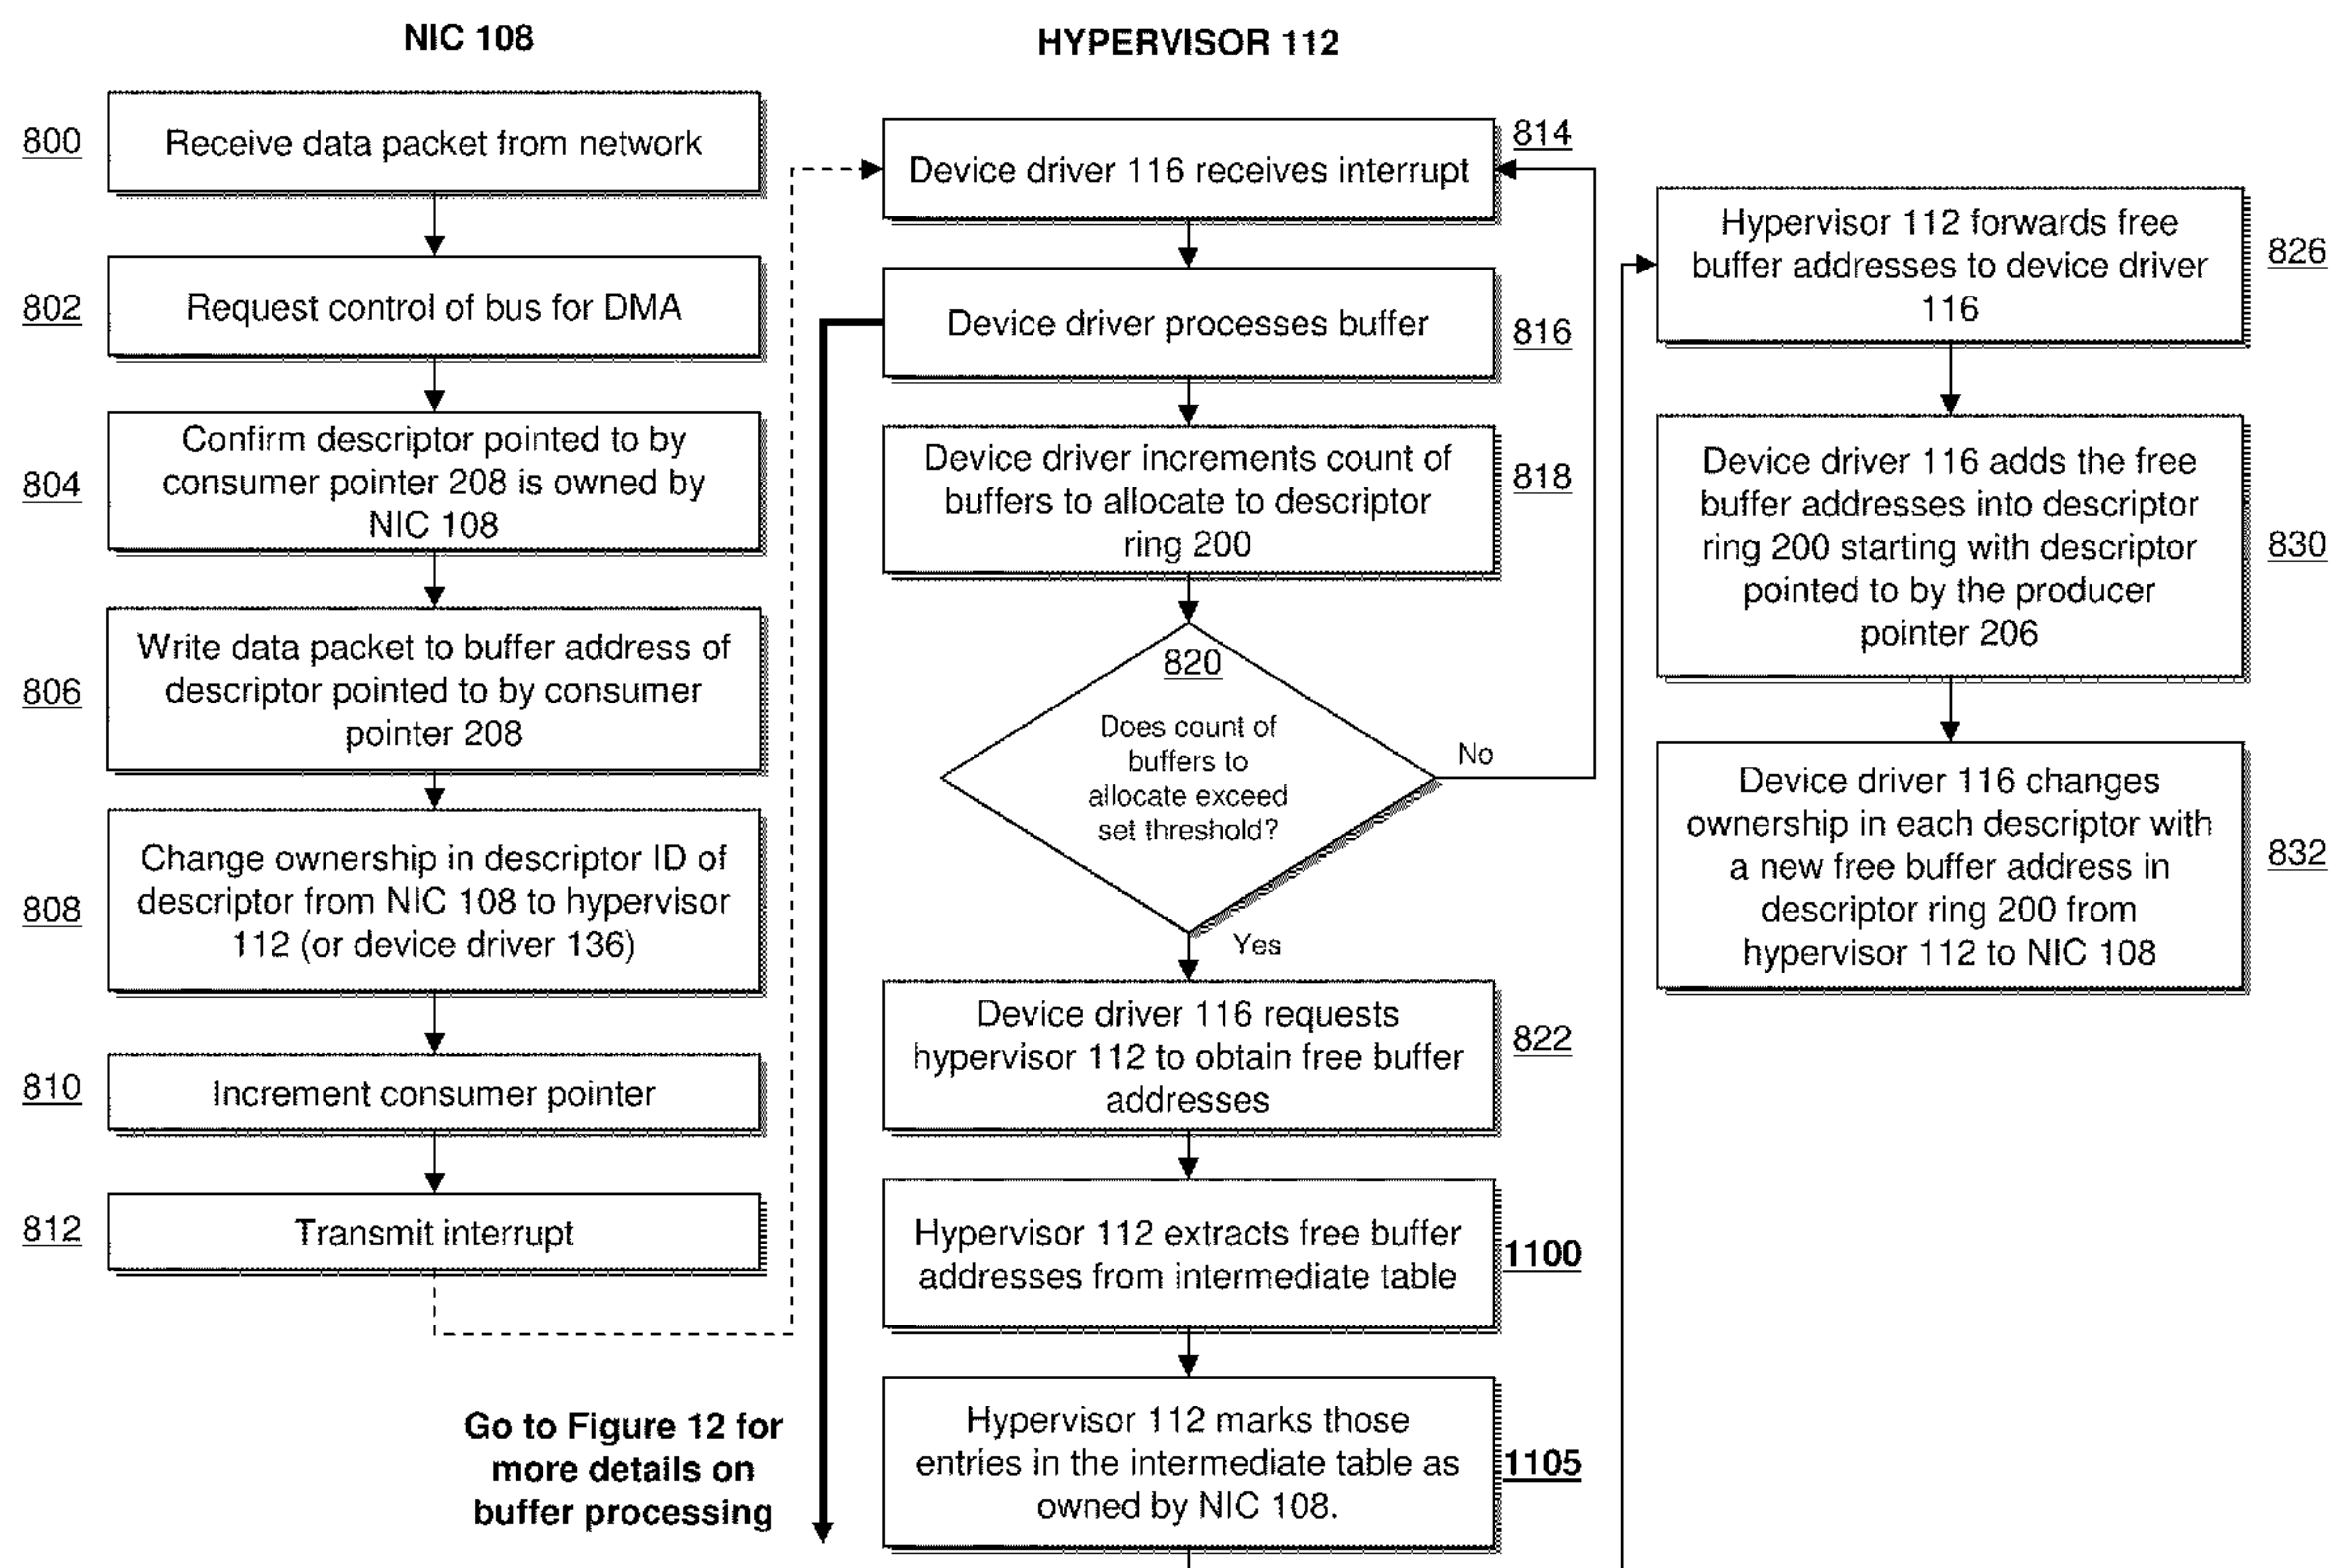 NIC 108
800
Receive data packet from network
802
Request control of bus for DMA
804
Confirm descriptor pointed to by
consumer pointer 208 is owned by
NIC 108
806
Write data packet to buffer address of
descriptor pointed to by consumer
pointer 208
808
Change ownership in descriptor ID of
descriptor from NIC 108 to hypervisor
112 (or device driver 136)
810
Increment consumer pointer
812
Transmit interrupt
Go to Figure 12 for
more details on
buffer processing
HYPERVISOR 112
814
Device driver 116 receives interrupt
Device driver processes buffer
816
Device driver increments count of
buffers to allocate to descriptor
ring 200
818
820
Does count of
buffers to
allocate exceed
set threshold?
No
Yes
Device driver 116 requests
hypervisor 112 to obtain free buffer
addresses
822
Hypervisor 112 extracts free buffer
addresses from intermediate table
1100
Hypervisor 112 marks those
entries in the intermediate table as
owned by NIC 108.
1105
Hypervisor 112 forwards free
buffer addresses to device driver
116
826
Device driver 116 adds the free
buffer addresses into descriptor
ring 200 starting with descriptor
pointed to by the producer
pointer 206
830
Device driver 116 changes
ownership in each descriptor with
a new free buffer address in
descriptor ring 200 from
hypervisor 112 to NIC 108
832